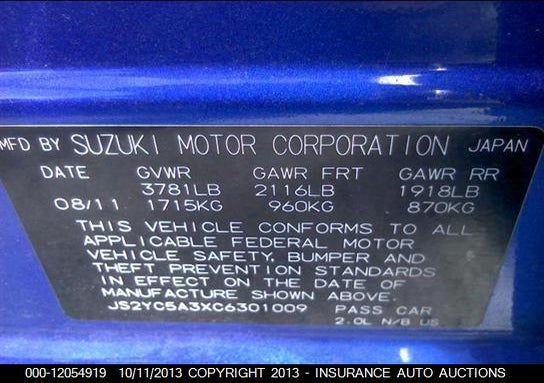 MFD BY SUZUKI MOTOR CORPORATION JAPAN
DATE GVWR GAWR FRT GAWR RR
3781LB 2116LB 1918LB
08/11 1715KG 960KG 870KG
THIS VEHICLE CONFORMS TO ALL
APPLICABLE FEDERAL MOTOR
VEHICLE SAFETY, BUMPER AND
THEFT PREVENTION STANDARDS
IN EFFECT ON THE DATE OF
MANUFACTURE SHOWN ABOVE.
JS2YC5A3XC6301009 PASS CAR
2.0L N/B US
000-12054919 10/11/2013 COPYRIGHT 2013 - INSURANCE AUTO AUCTIONS